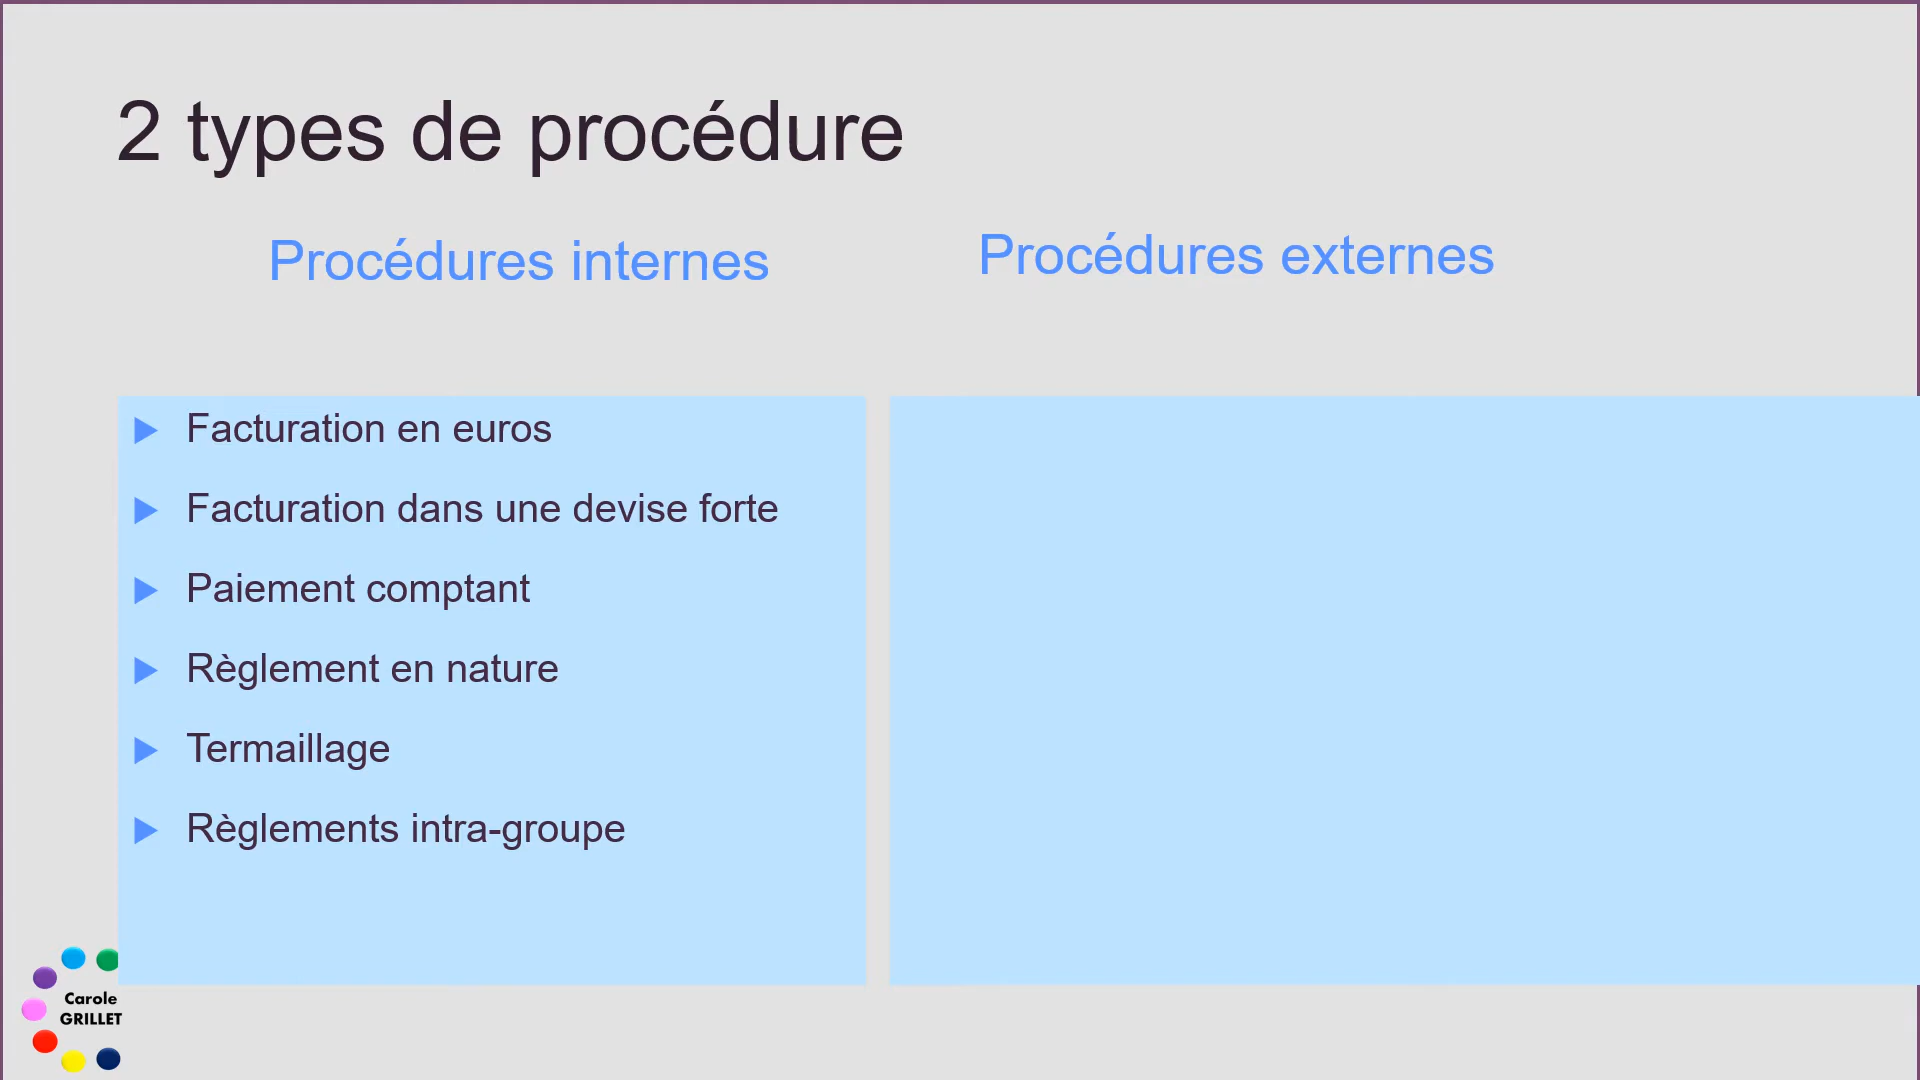 2 types de procédure
Procédures internes
Procédures externes
Facturation en euros
Facturation dans une devise forte
Paiement comptant
Règlement en nature
Termaillage
Règlements intra-groupe
Carole
GRILLET